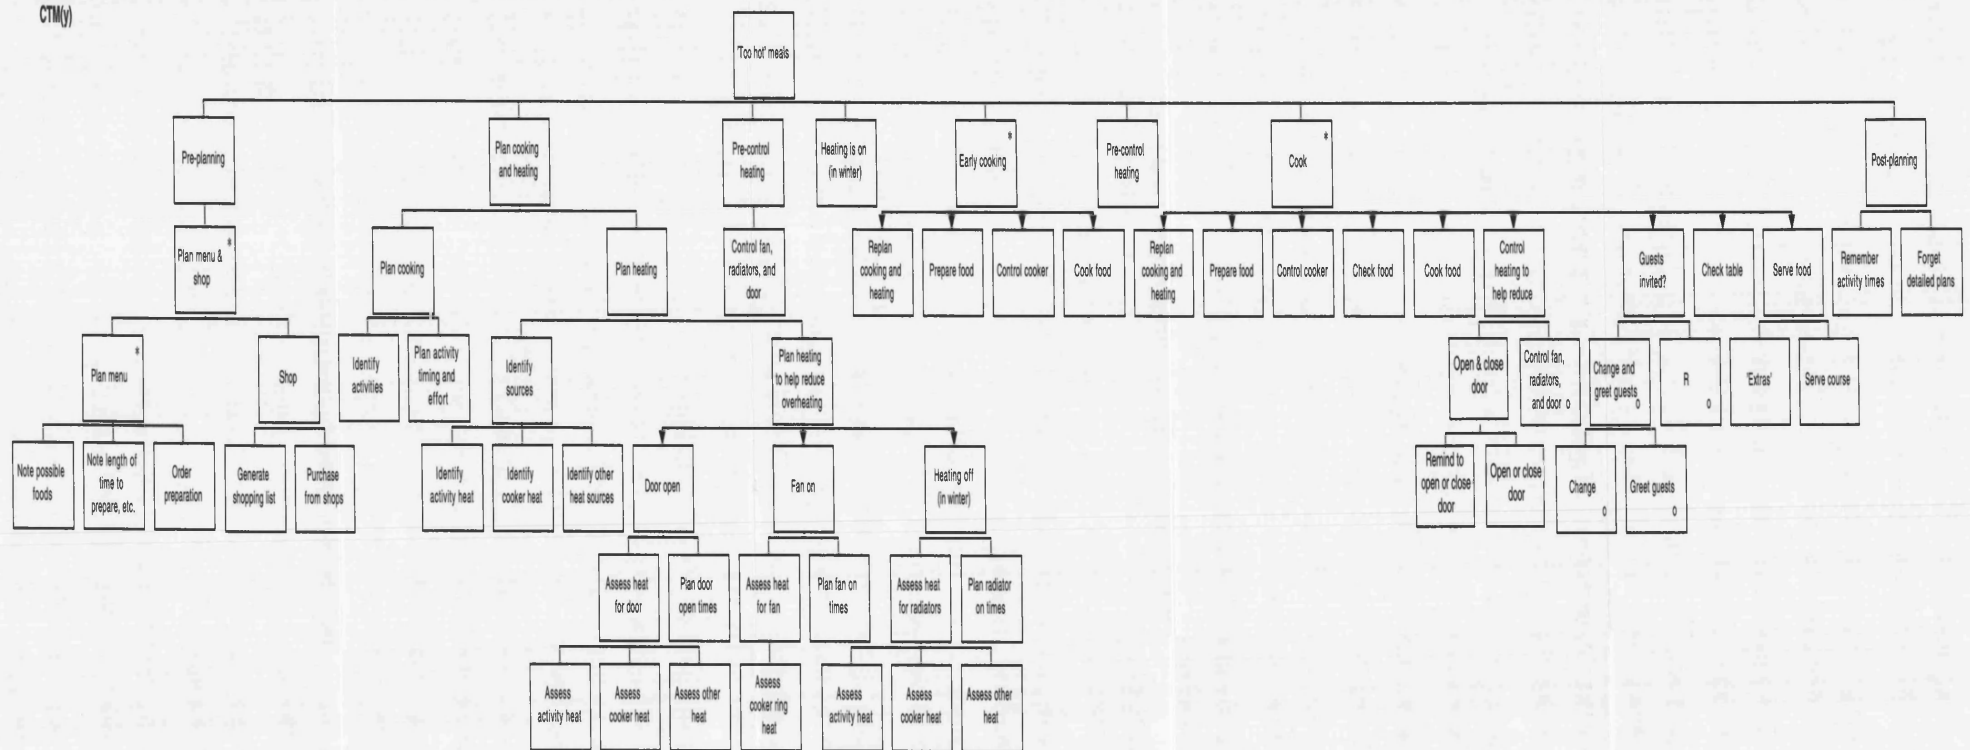 CTM(y)
'Too hot' meals
Pre-planning
Plan cooking
and heating
Pre-control
heating
Heating is on
(in winter)
*
Early cooking
Pre-control
heating
*
Cook
Post-planning
*
Plan menu &
shop
Plan cooking
Plan heating
Control fan,
radiators, and
door
Replan
cooking and
heating
Prepare food
Control cooker
Cook food
Replan
cooking and
heating
Prepare food
Control cooker
Check food
Cook food
Control
heating to
help reduce
Guests
invited?
Check table
Serve food
Remember
activity times
Forget
detailed plans
*
Plan menu
Shop
Identify
activities
Plan activity
timing and
effort
Identify
sources
Plan heating
to help reduce
overheating
Open & close
door
Control fan,
radiators,
and door o
Change and
greet guests
o
R
o
'Extras'
Serve course
Note possible
foods
Note length of
time to
prepare, etc.
Order
preparation
Generate
shopping list
Purchase
from shops
Identify
activity heat
Identify
cooker heat
Identify other
heat sources
Door open
Fan on
Heating off
(in winter)
Remind to
open or close
door
Open or close
door
Change
o
Greet guests
o
Assess heat
for door
Plan door
open times
Assess heat
for fan
Plan fan on
times
Assess heat
for radiators
Plan radiator
on times
Assess
activity heat
Assess
cooker heat
Assess other
heat
Assess
cooker ring
heat
Assess
activity heat
Assess
cooker heat
Assess other
heat